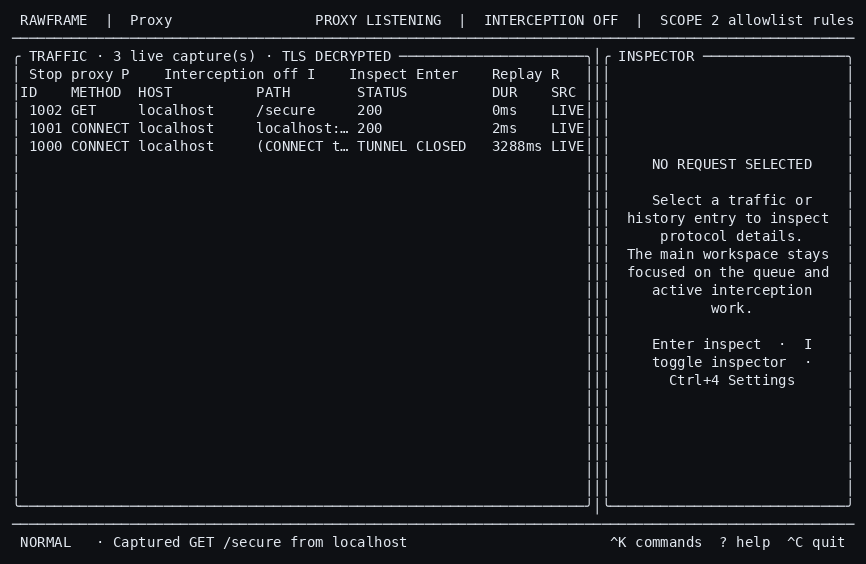 RAWFRAME | Proxy PROXY LISTENING | INTERCEPTION OFF | SCOPE 2 allowlist rules
TRAFFIC · 3 live capture(s) · TLS DECRYPTED
Stop proxy P Interception off I Inspect Enter Replay R
ID METHOD HOST PATH STATUS DUR SRC
1002 GET localhost /secure 200 0ms LIVE
1001 CONNECT localhost localhost:… 200 2ms LIVE
1000 CONNECT localhost (CONNECT t… TUNNEL CLOSED 3288ms LIVE
INSPECTOR
NO REQUEST SELECTED
Select a traffic or
history entry to inspect
protocol details.
The main workspace stays
focused on the queue and
active interception
work.
Enter inspect · I
toggle inspector ·
Ctrl+4 Settings
NORMAL · Captured GET /secure from localhost ^K commands ? help ^C quit